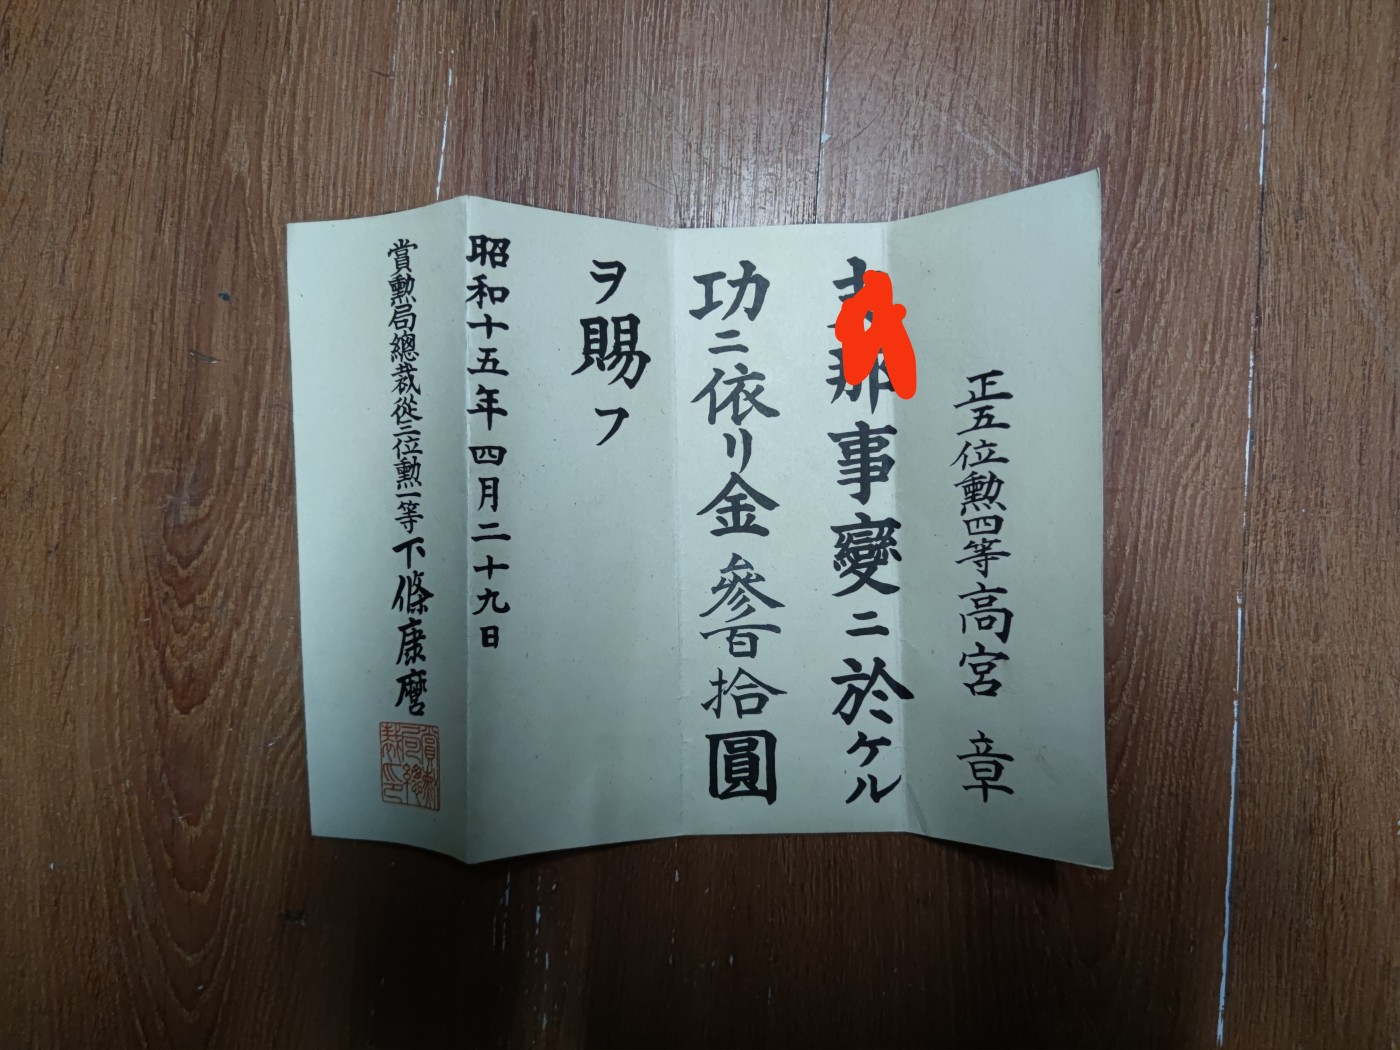 正五位勲四等高宮 章
那事變ニ於ケル
功ニ依リ金參百拾圓
ヲ賜フ
昭和十五年四月二十九日
賞勲局總裁從三位勲一等下條康麿